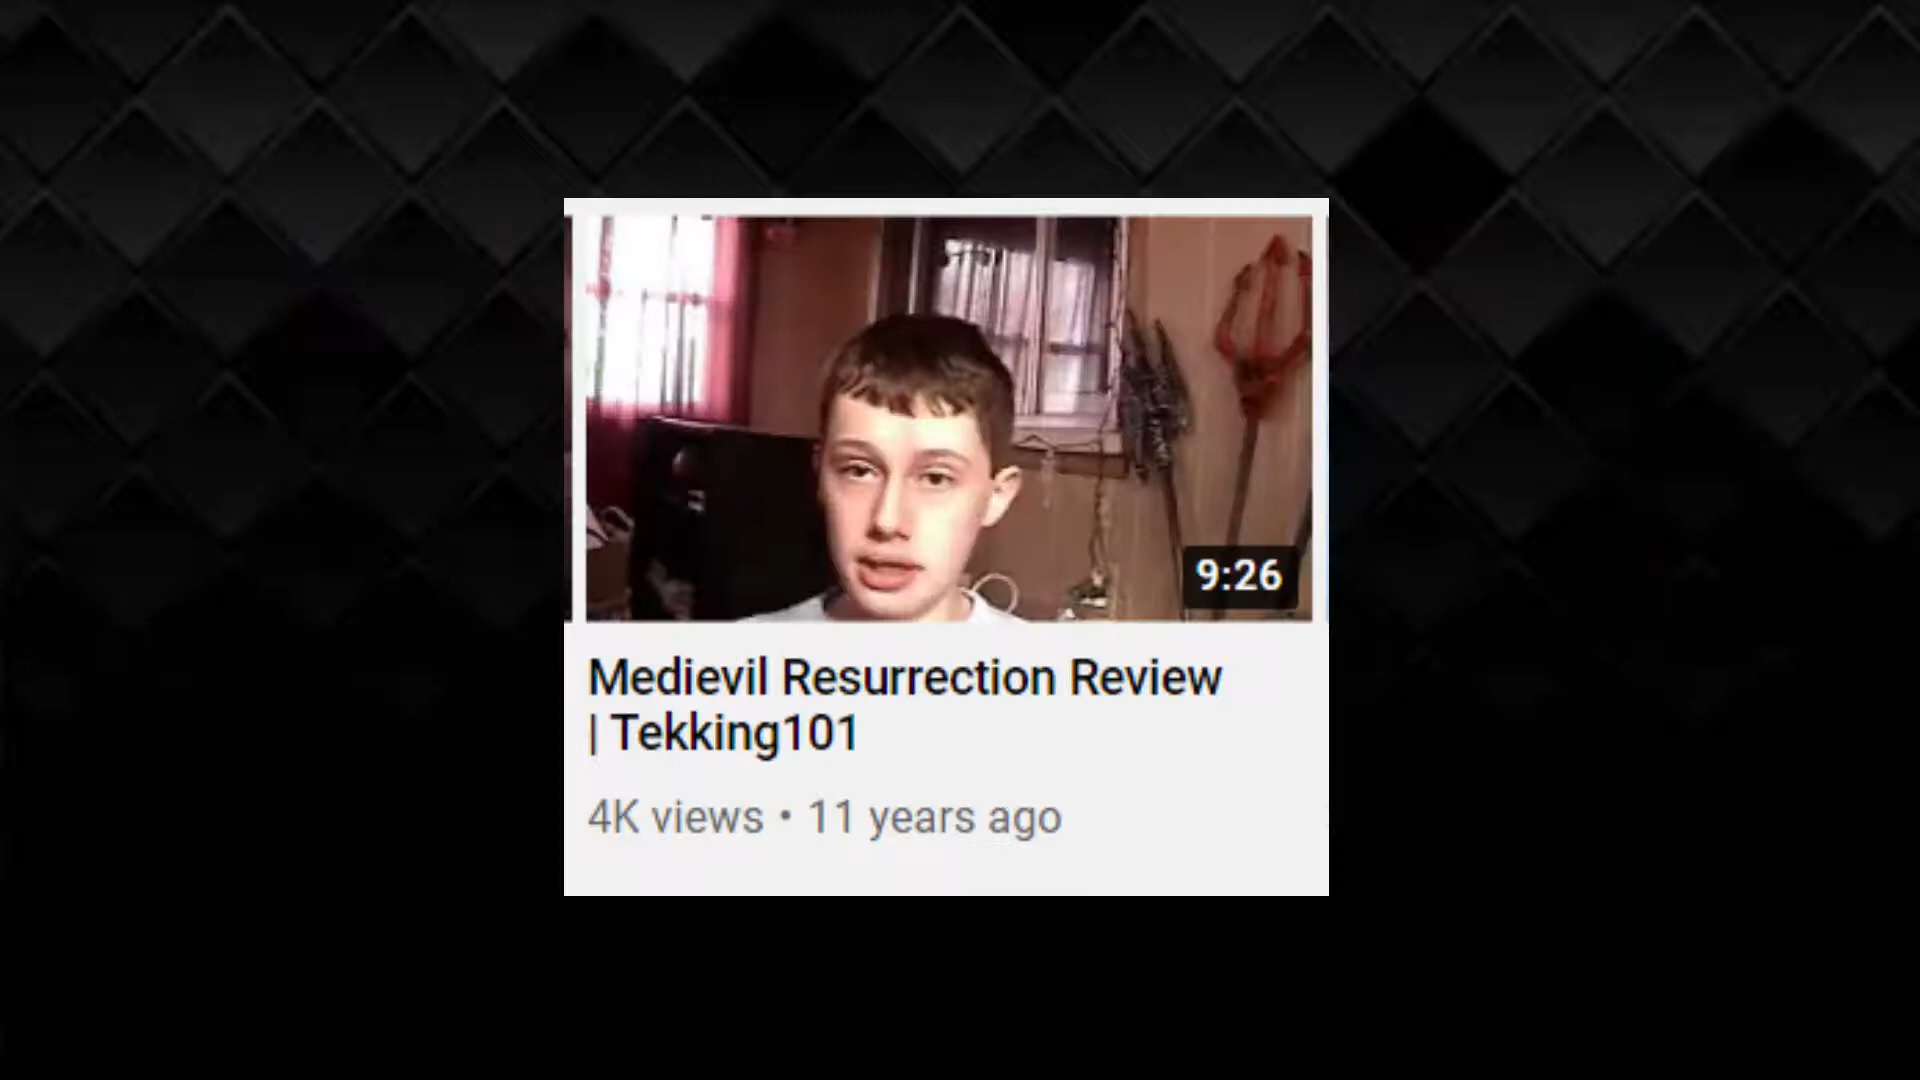 9:26
Medievil Resurrection Review
| Tekking101
4K views • 11 years ago